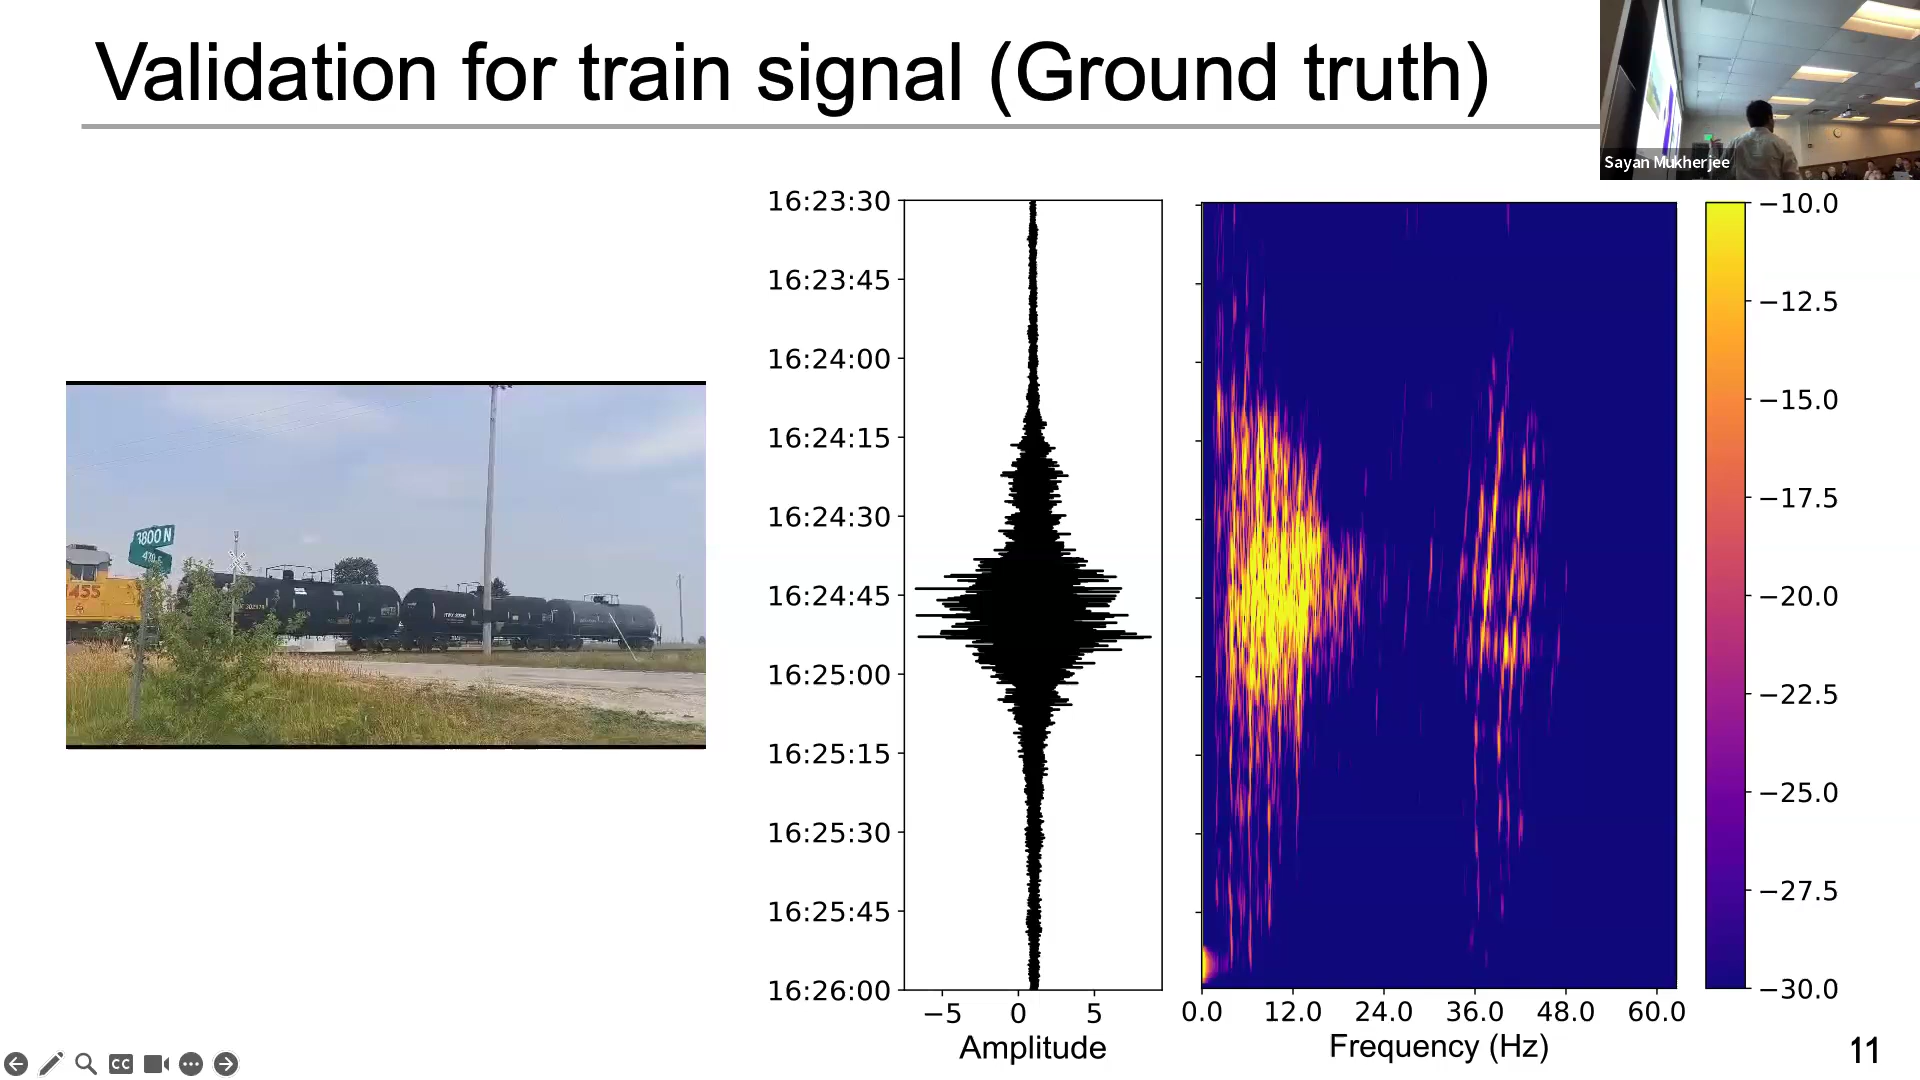 Validation for train signal (Ground truth)
Sayan Mukherjee
3800 N
455
16:23:30
16:23:45
16:24:00
16:24:15
16:24:30
16:24:45
16:25:00
16:25:15
16:25:30
16:25:45
16:26:00
−5 0 5
Amplitude
0.0 12.0 24.0 36.0 48.0 60.0
Frequency (Hz)
−10.0
−12.5
−15.0
−17.5
−20.0
−22.5
−25.0
−27.5
−30.0
CC
11